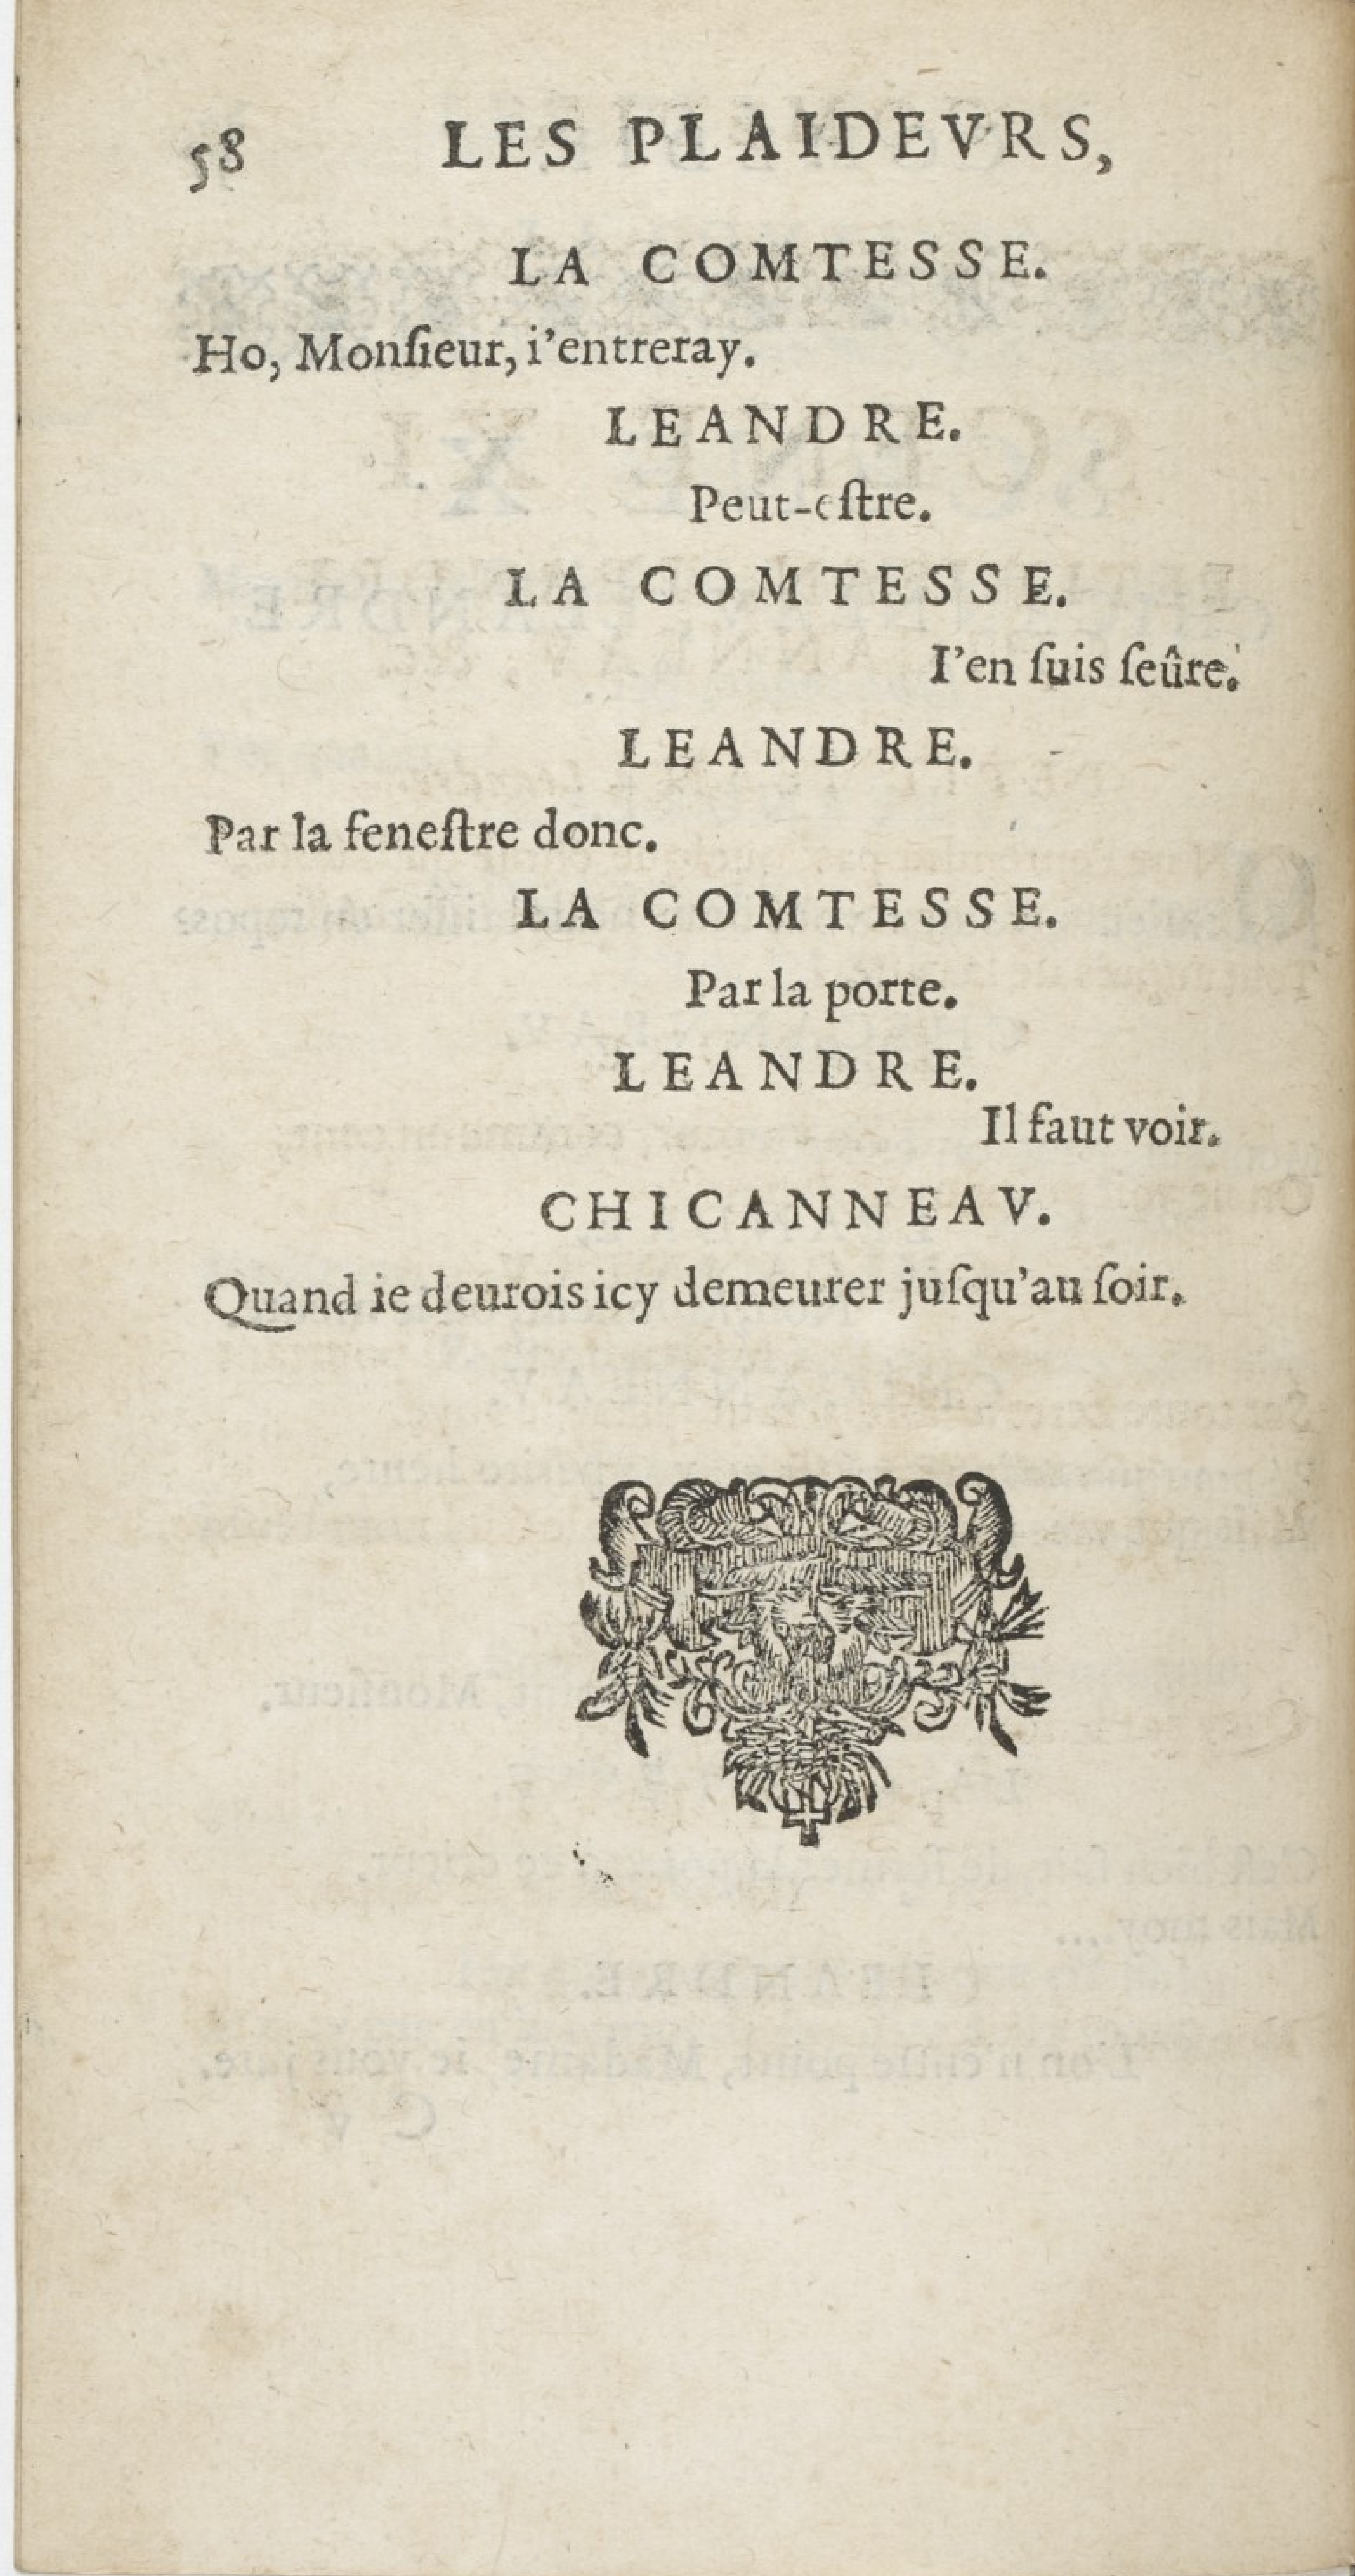 58 LES PLAIDEVRS,
LA COMTESSE.
Ho, Monſieur, i'entreray.
LEANDRE.
Peut-eſtre.
LA COMTESSE.
I'en ſuis ſeûre.
LEANDRE.
Par la feneſtre donc.
LA COMTESSE.
Par la porte.
LEANDRE.
Il faut voir.
CHICANNEAV.
Quand ie deurois icy demeurer juſqu'au ſoir.